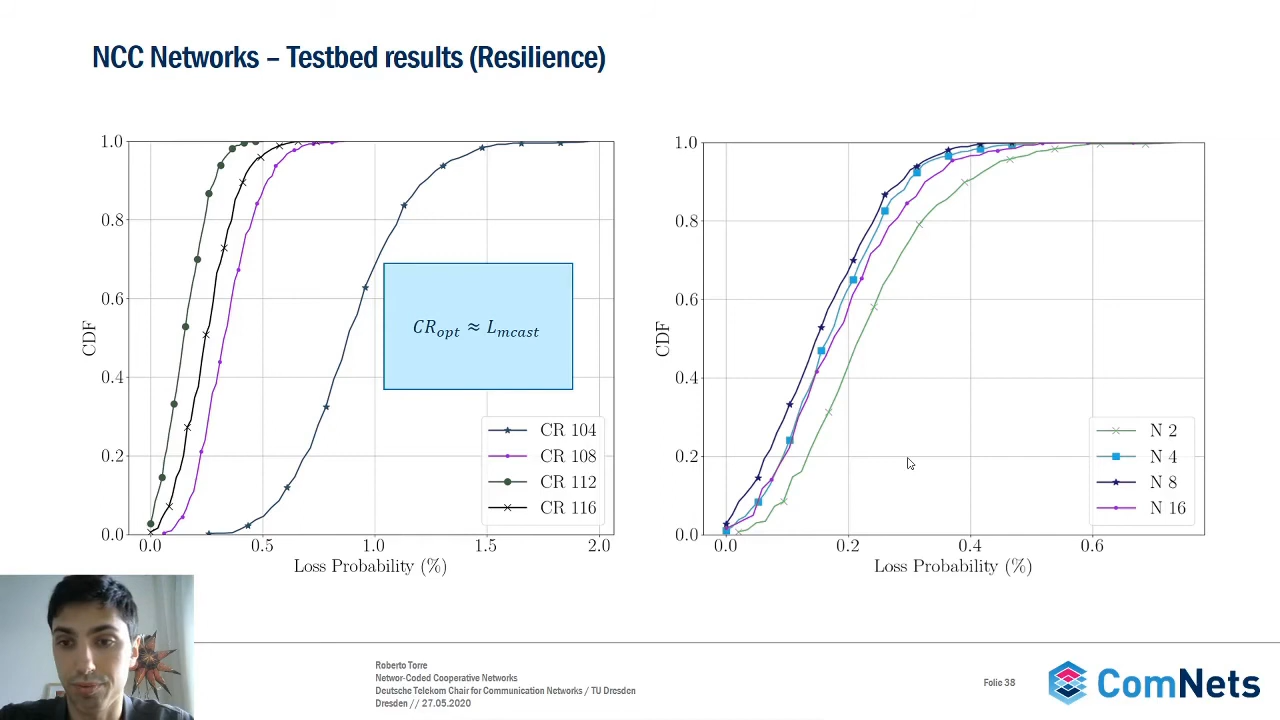 NCC Networks – Testbed results (Resilience)
1.0
0.8
0.6
0.4
0.2
0.0
CDF
0.0 0.5 1.0 1.5 2.0
Loss Probability (%)
CR_opt ≈ L_mcast
CR 104
CR 108
CR 112
CR 116
1.0
0.8
0.6
0.4
0.2
0.0
CDF
0.0 0.2 0.4 0.6
Loss Probability (%)
N 2
N 4
N 8
N 16
Roberto Torre
Networ-Coded Cooperative Networks
Deutsche Telekom Chair for Communication Networks / TU Dresden
Dresden // 27.05.2020
Folie 38
ComNets